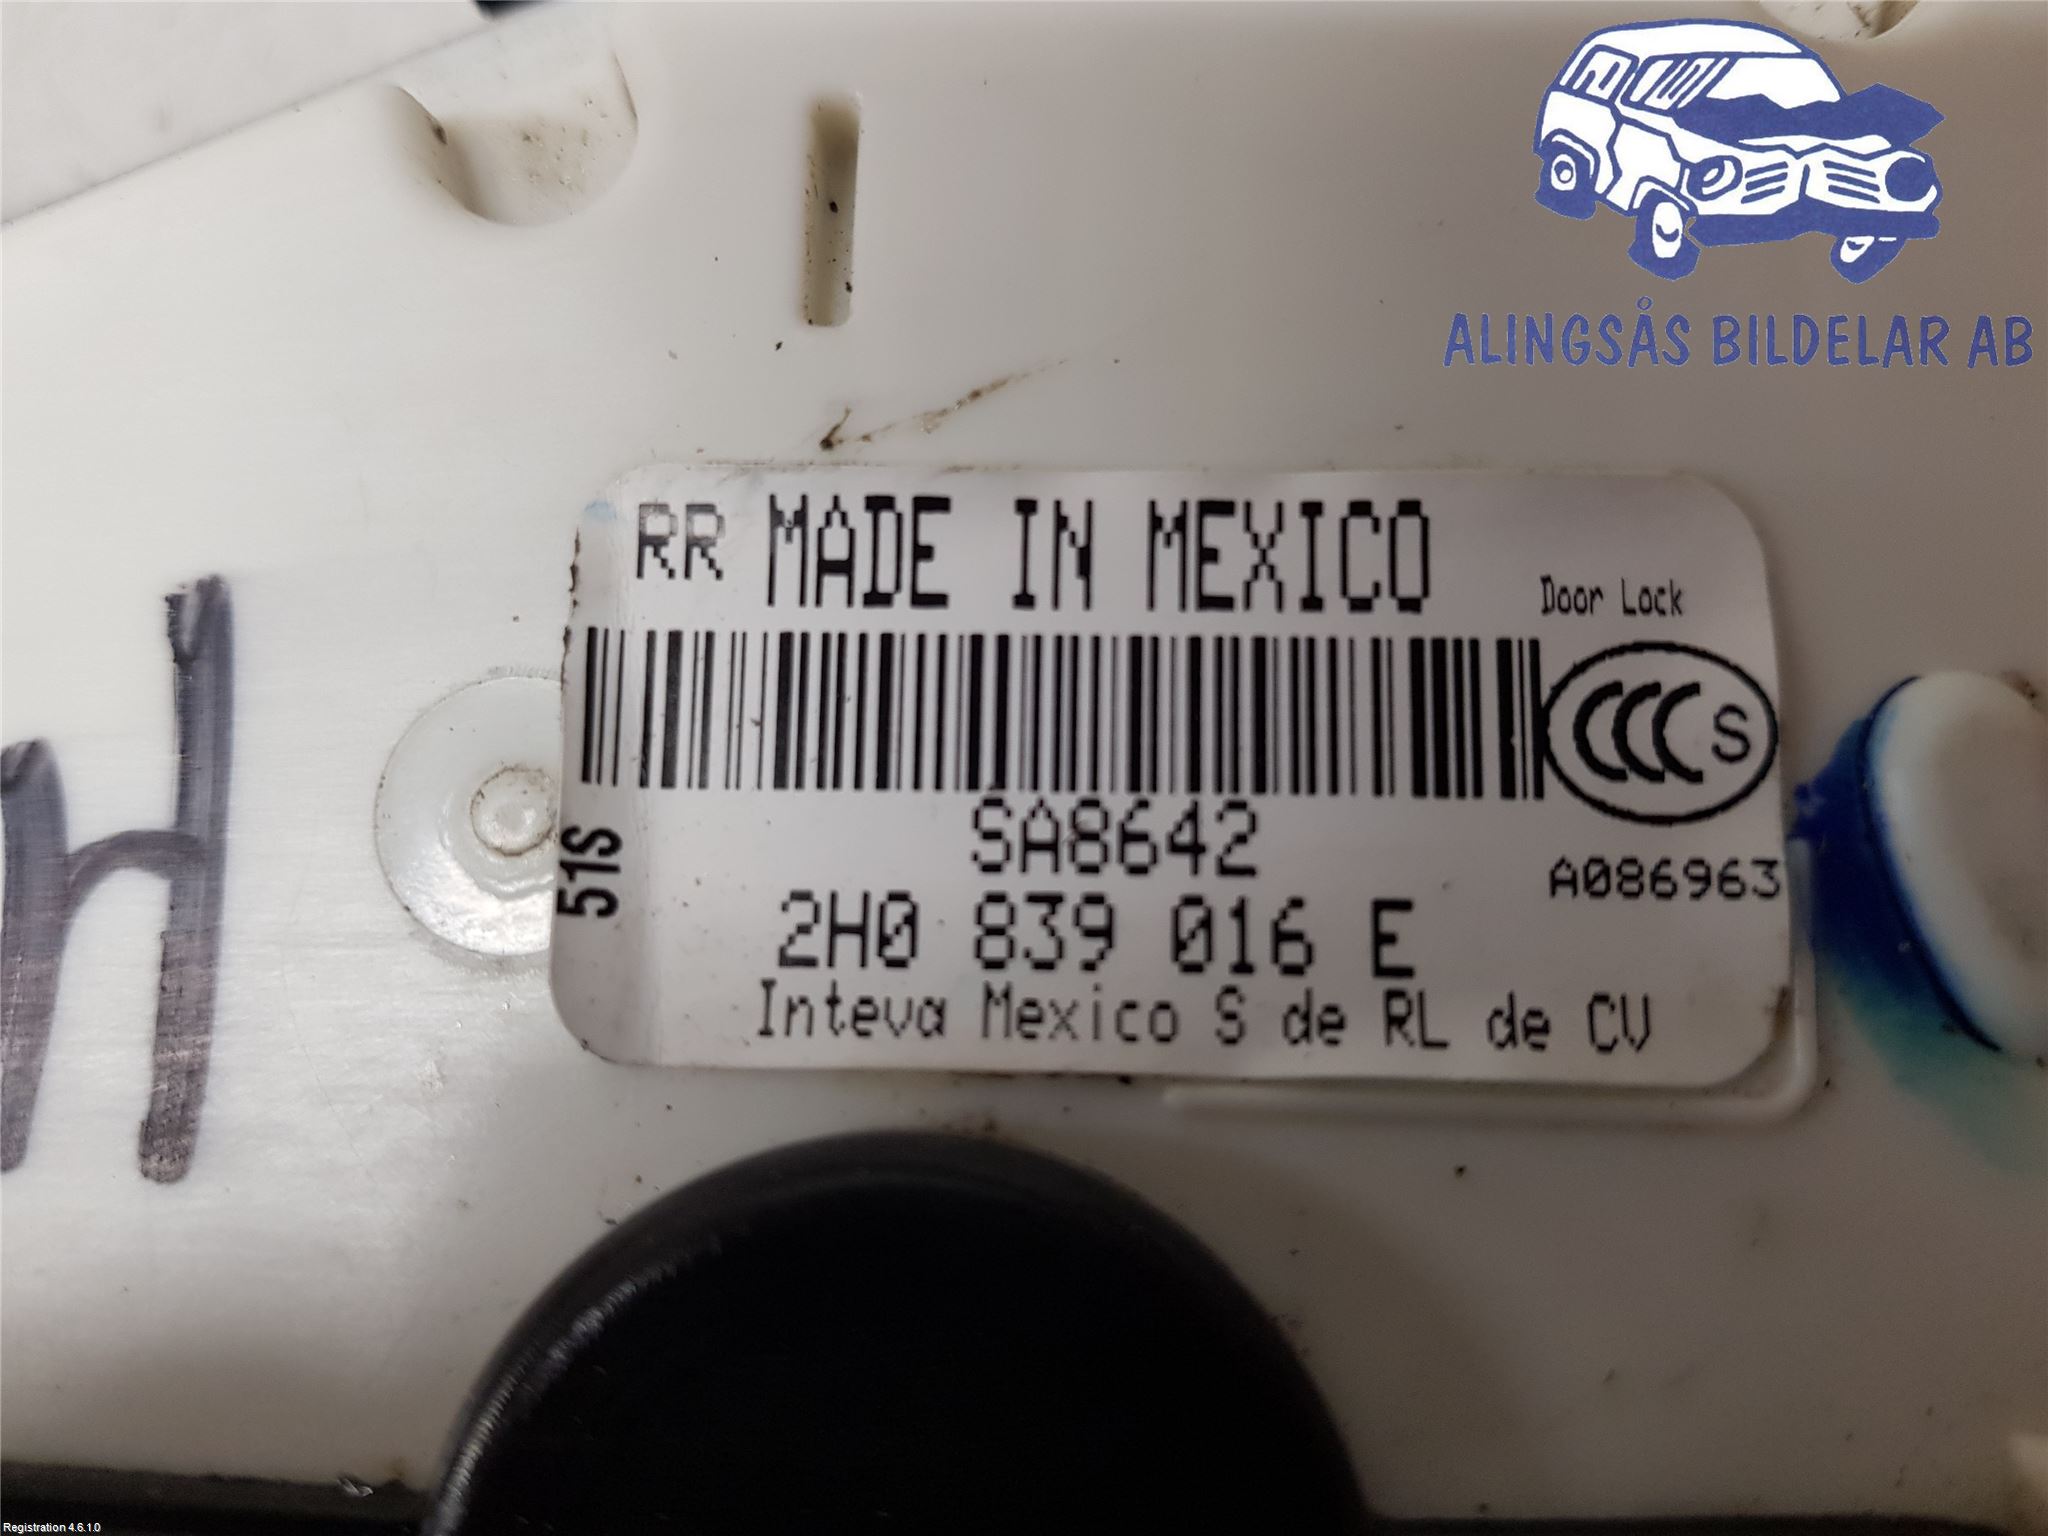 ALINGSÅS BILDELAR AB
RR MADE IN MEXICO
Door Lock
CCC S
SA8642
51S
A086963
2H0 839 016 E
Inteva Mexico S de RL de CV
Registration 4.6.1.0